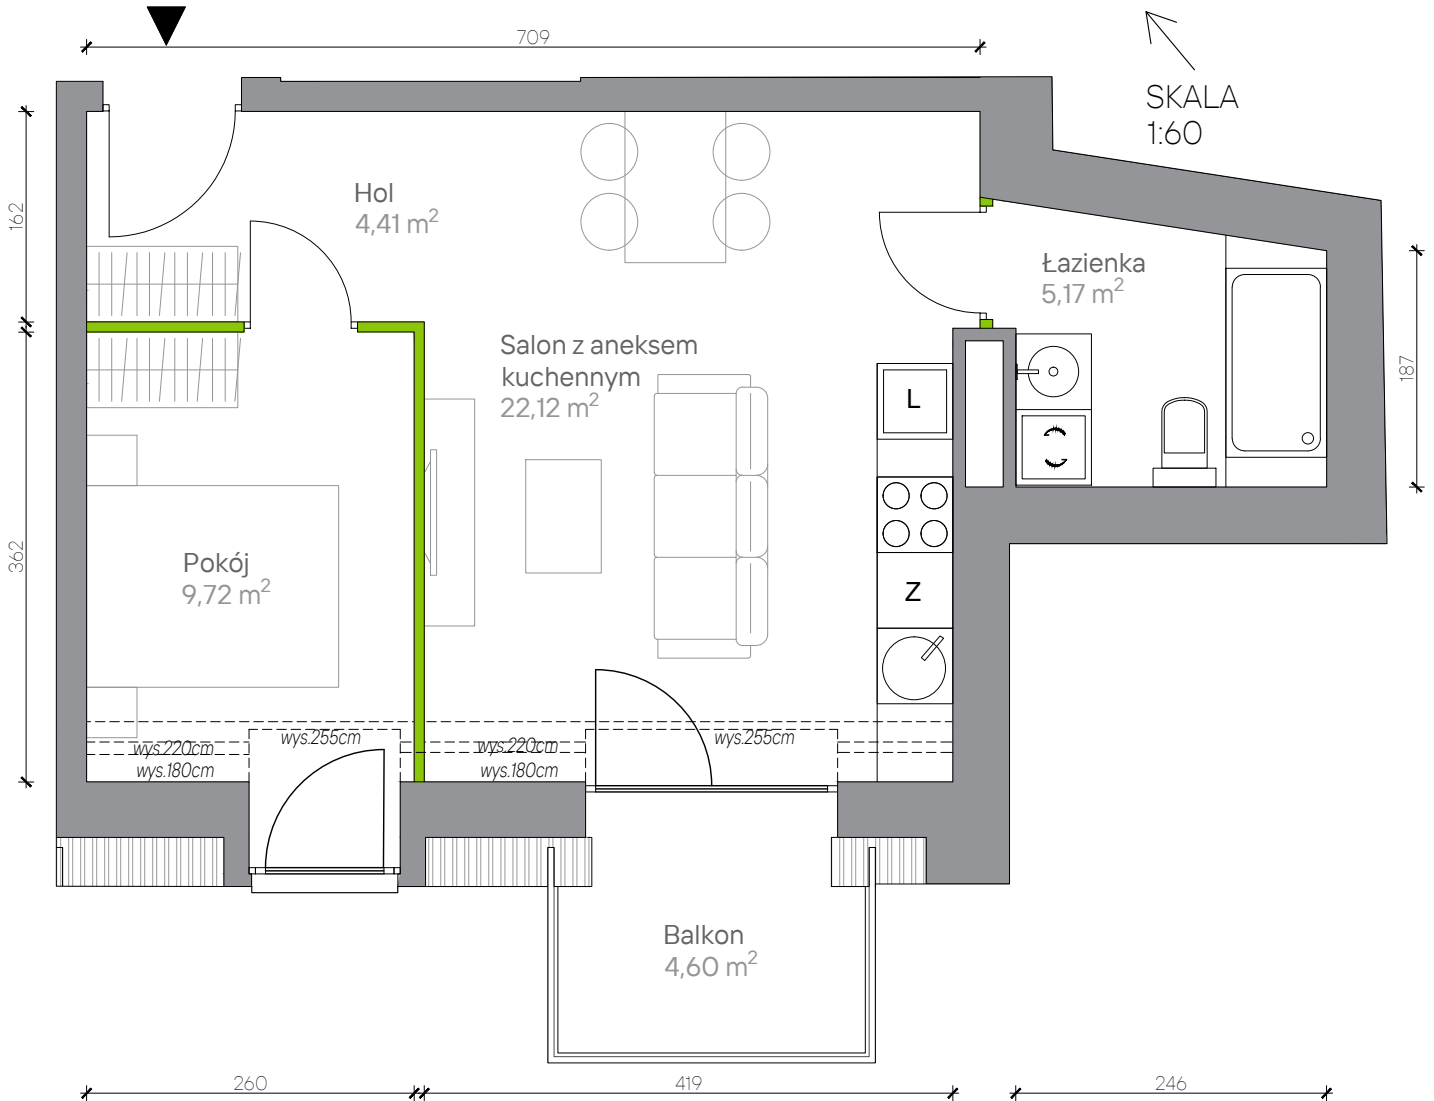 709
SKALA
1:60
162
Hol
4,41 m²
Łazienka
5,17 m²
187
Salon z aneksem
kuchennym
22,12 m²
L
362
Pokój
9,72 m²
Z
wys.220cm
wys.180cm
wys.255cm
wys.220cm
wys.180cm
wys.255cm
Balkon
4,60 m²
260
419
246